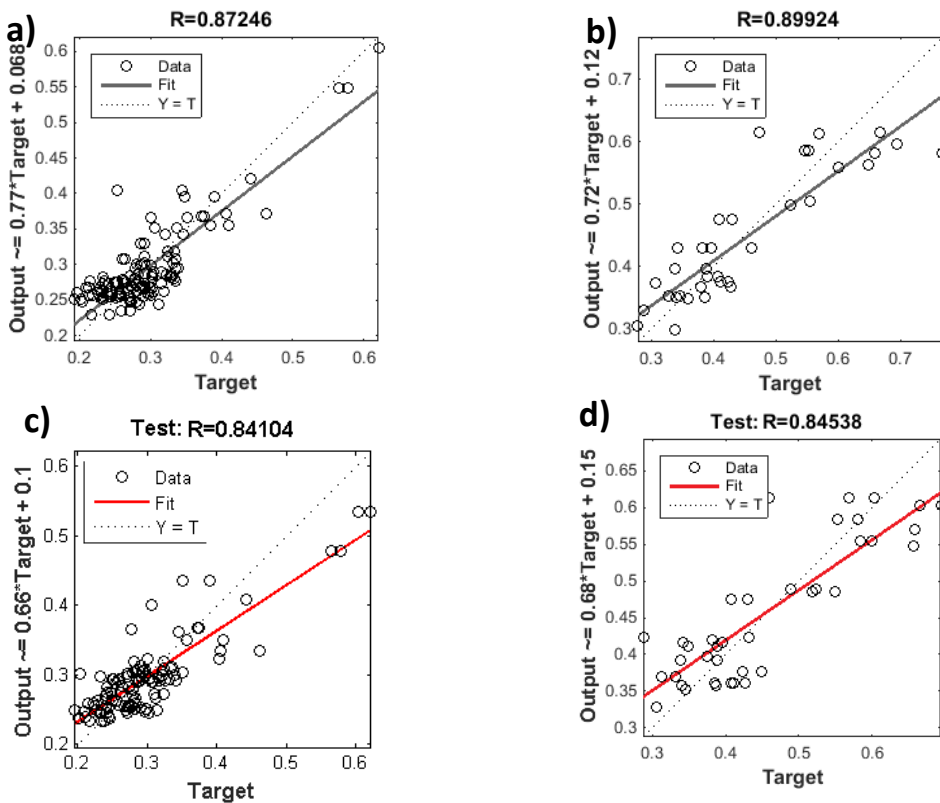 a)
R=0.87246
Output ~= 0.77*Target + 0.068
Data
Fit
Y = T
0.6
0.55
0.5
0.45
0.4
0.35
0.3
0.25
0.2
0.2 0.3 0.4 0.5 0.6
Target
b)
R=0.89924
Output ~= 0.72*Target + 0.12
Data
Fit
Y = T
0.7
0.6
0.5
0.4
0.3
0.3 0.4 0.5 0.6 0.7
Target
c)
Test: R=0.84104
Output ~= 0.66*Target + 0.1
Data
Fit
Y = T
0.6
0.5
0.4
0.3
0.2
0.2 0.3 0.4 0.5 0.6
Target
d)
Test: R=0.84538
Output ~= 0.68*Target + 0.15
Data
Fit
Y = T
0.65
0.6
0.55
0.5
0.45
0.4
0.35
0.3
0.3 0.4 0.5 0.6
Target